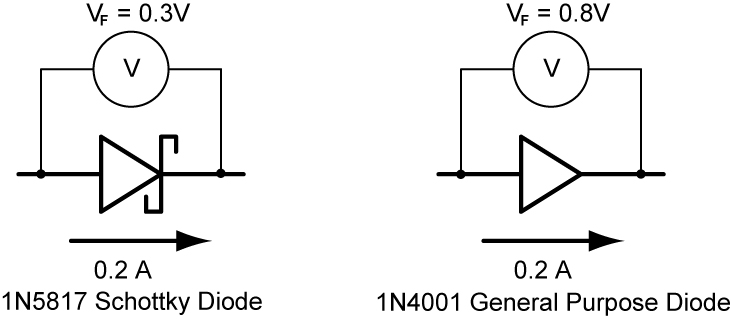 VF = 0.3V
V
0.2 A
1N5817 Schottky Diode
VF = 0.8V
V
0.2 A
1N4001 General Purpose Diode